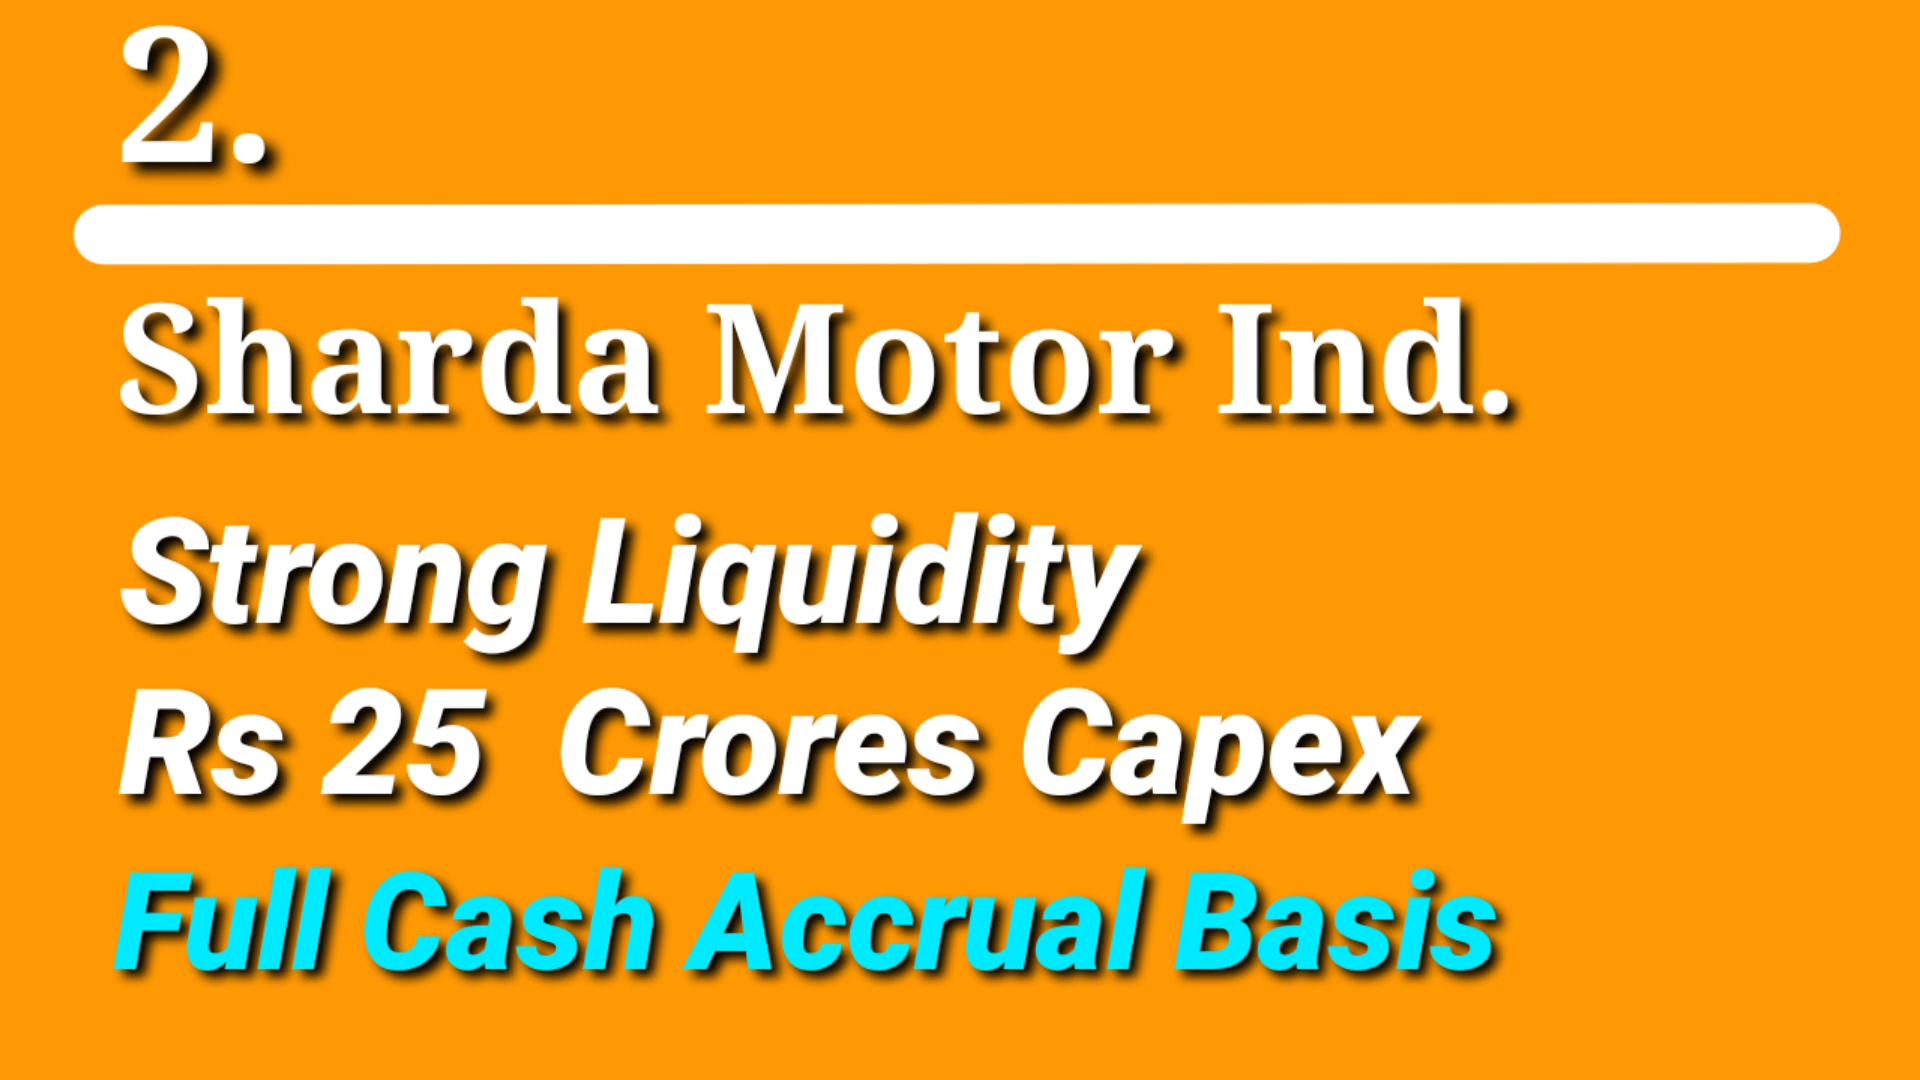 2.
Sharda Motor Ind.
Strong Liquidity
Rs 25 Crores Capex
Full Cash Accrual Basis